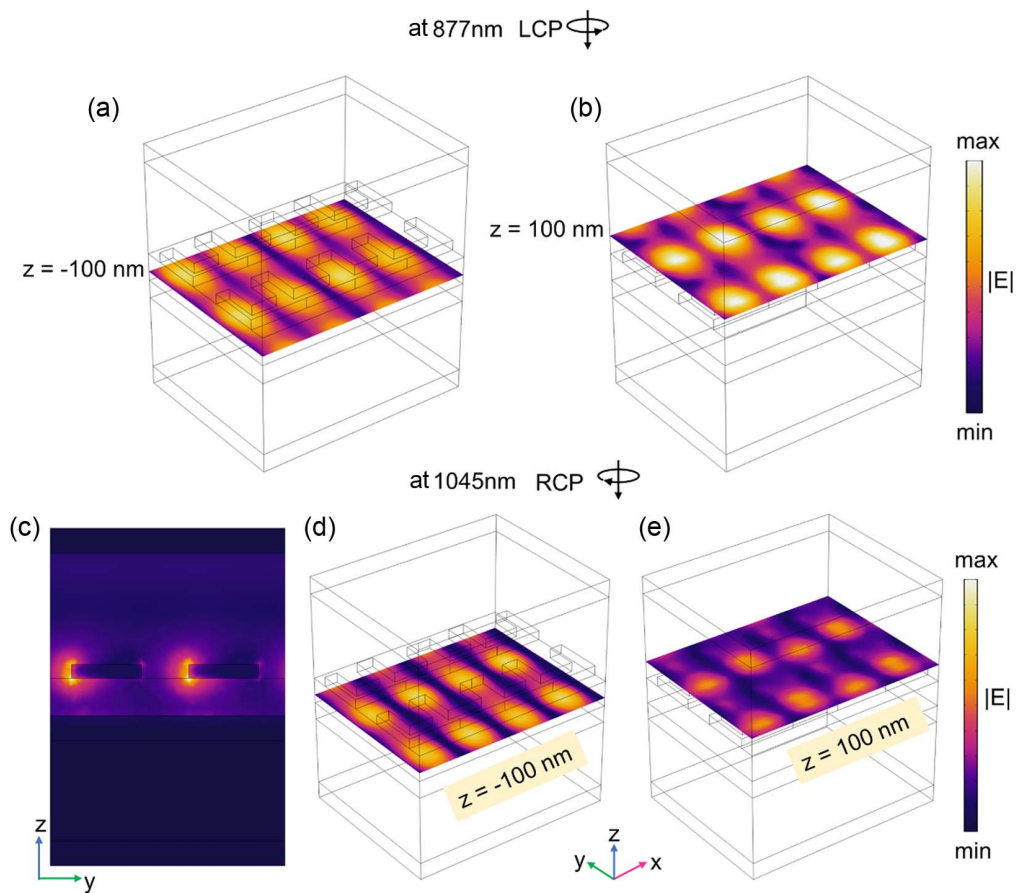 at 877nm LCP
(a)
(b)
max
z = -100 nm
z = 100 nm
|E|
min
at 1045nm RCP
(c)
(d)
(e)
max
|E|
z = -100 nm
z = 100 nm
min
z
y
z
y
x